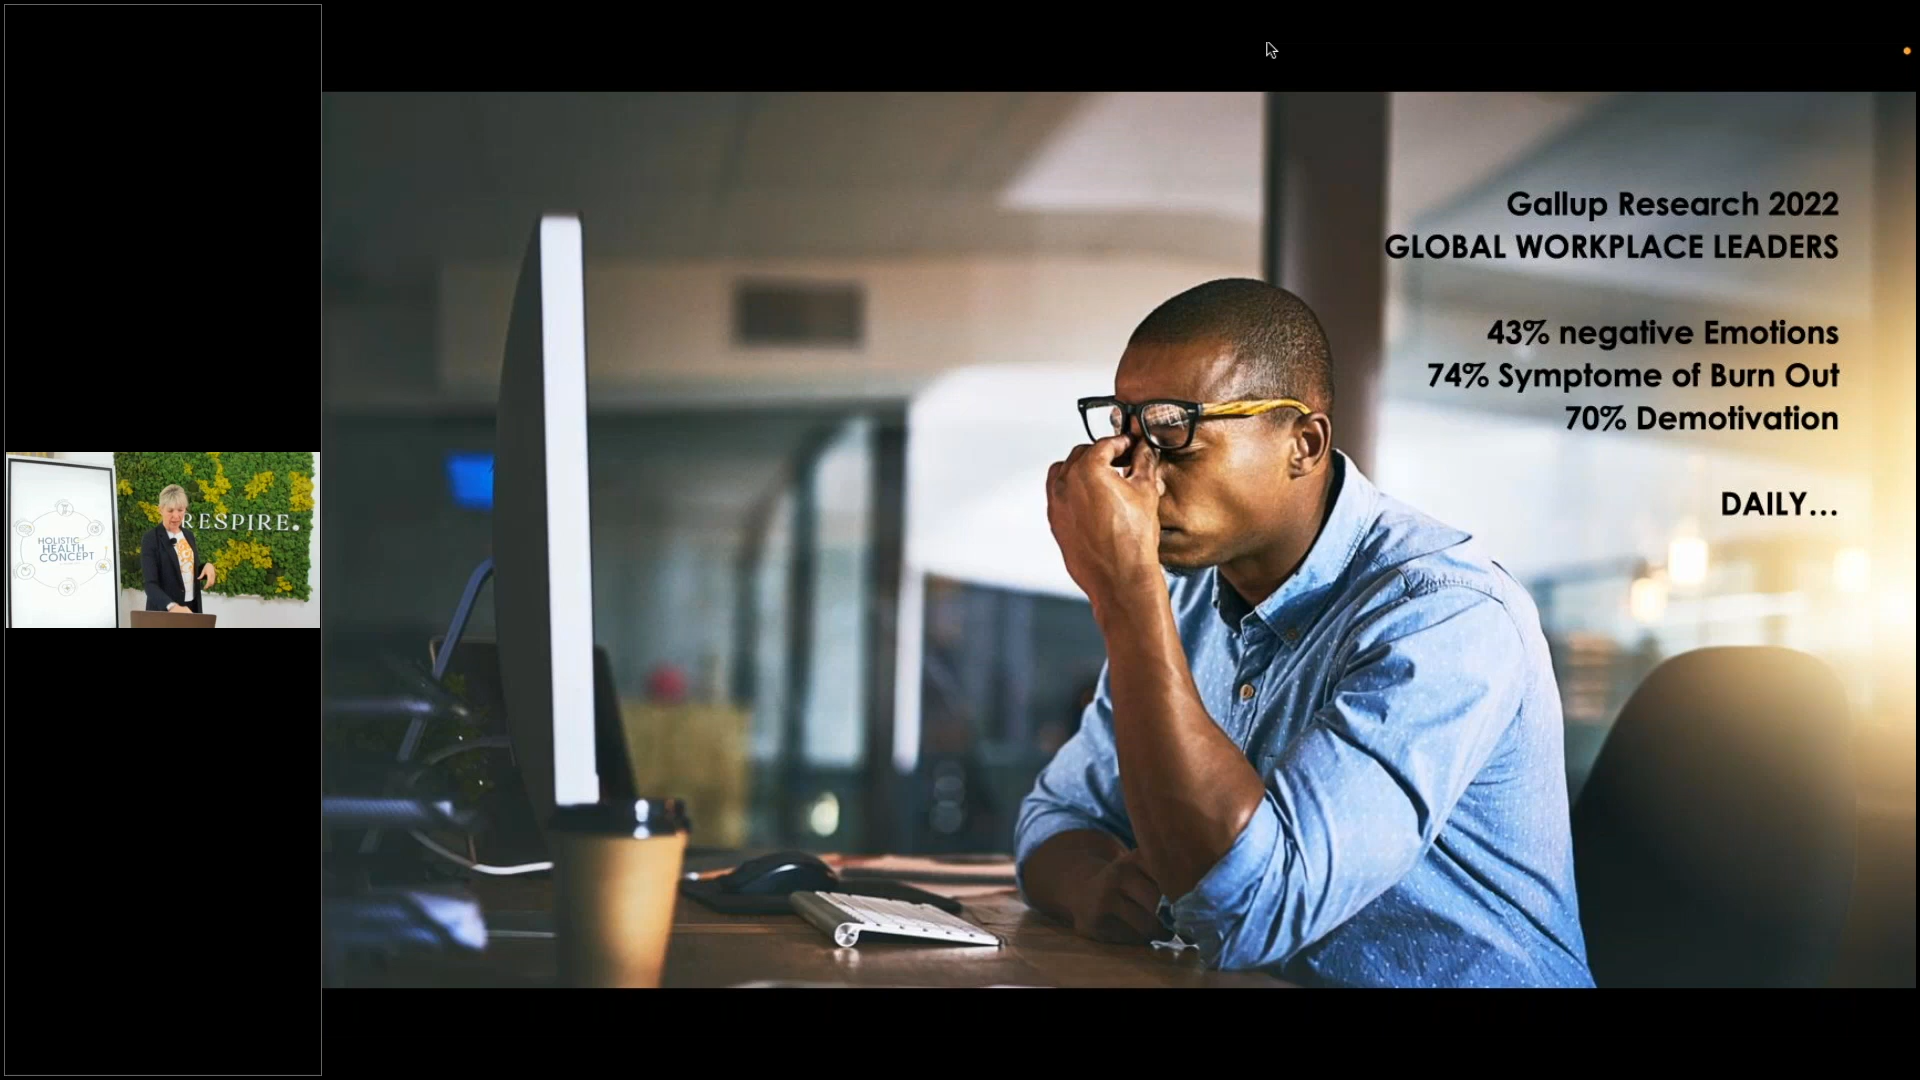 HOLISTIC
HEALTH
CONCEPT
RESPIRE.
Gallup Research 2022
GLOBAL WORKPLACE LEADERS
43% negative Emotions
74% Symptome of Burn Out
70% Demotivation
DAILY...